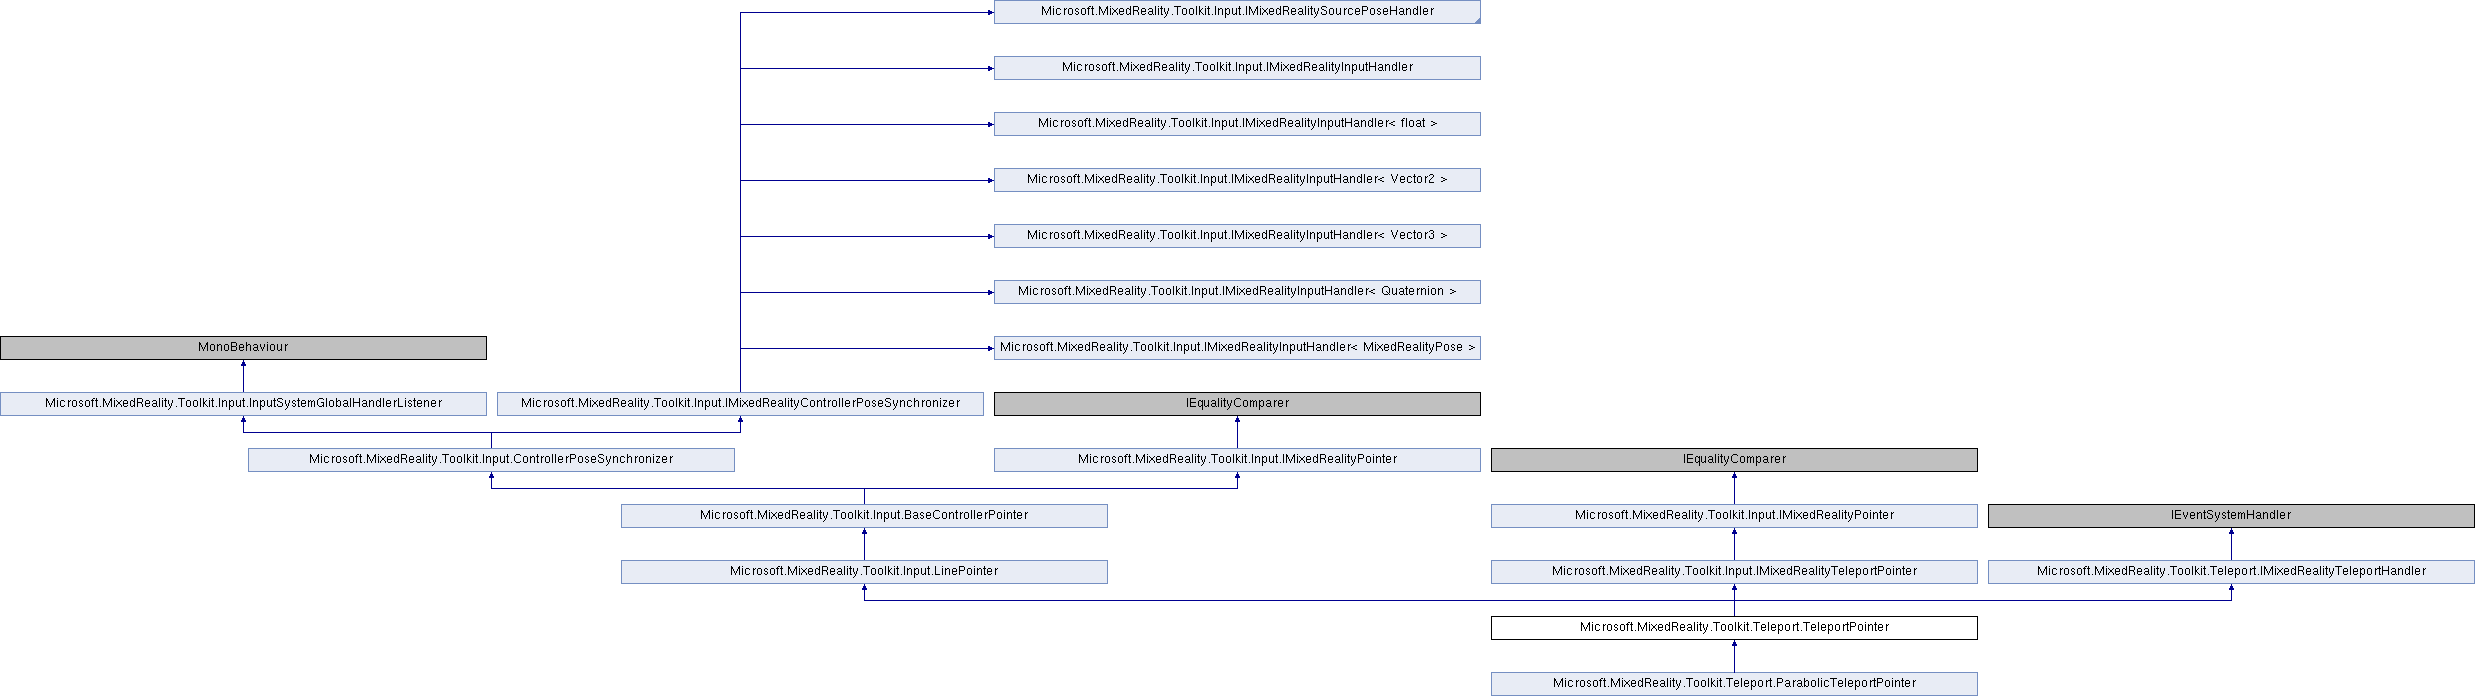 Microsoft.MixedReality.Toolkit.Input.IMixedRealitySourcePoseHandler
Microsoft.MixedReality.Toolkit.Input.IMixedRealityInputHandler
Microsoft.MixedReality.Toolkit.Input.IMixedRealityInputHandler< float >
Microsoft.MixedReality.Toolkit.Input.IMixedRealityInputHandler< Vector2 >
Microsoft.MixedReality.Toolkit.Input.IMixedRealityInputHandler< Vector3 >
Microsoft.MixedReality.Toolkit.Input.IMixedRealityInputHandler< Quaternion >
MonoBehaviour
Microsoft.MixedReality.Toolkit.Input.IMixedRealityInputHandler< MixedRealityPose >
Microsoft.MixedReality.Toolkit.Input.InputSystemGlobalHandlerListener
Microsoft.MixedReality.Toolkit.Input.IMixedRealityControllerPoseSynchronizer
IEqualityComparer
Microsoft.MixedReality.Toolkit.Input.ControllerPoseSynchronizer
Microsoft.MixedReality.Toolkit.Input.IMixedRealityPointer
IEqualityComparer
Microsoft.MixedReality.Toolkit.Input.BaseControllerPointer
Microsoft.MixedReality.Toolkit.Input.IMixedRealityPointer
IEventSystemHandler
Microsoft.MixedReality.Toolkit.Input.LinePointer
Microsoft.MixedReality.Toolkit.Input.IMixedRealityTeleportPointer
Microsoft.MixedReality.Toolkit.Teleport.IMixedRealityTeleportHandler
Microsoft.MixedReality.Toolkit.Teleport.TeleportPointer
Microsoft.MixedReality.Toolkit.Teleport.ParabolicTeleportPointer